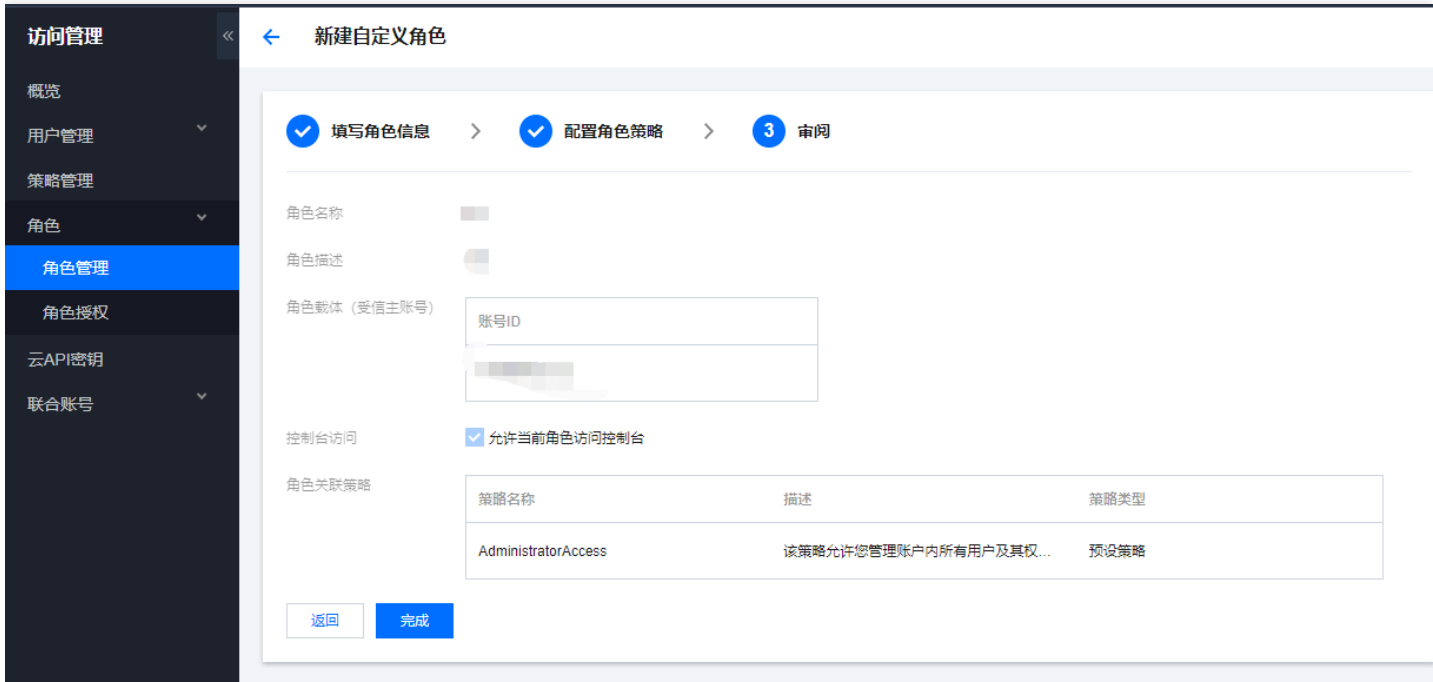 访问管理
«
新建自定义角色
概览
用户管理
策略管理
角色
角色管理
角色授权
云API密钥
联合账号
填写角色信息
配置角色策略
3 审阅
角色名称
角色描述
角色载体（受信主账号）
账号ID
控制台访问
允许当前角色访问控制台
角色关联策略
策略名称 描述 策略类型
AdministratorAccess 该策略允许您管理账户内所有用户及其权... 预设策略
返回 完成